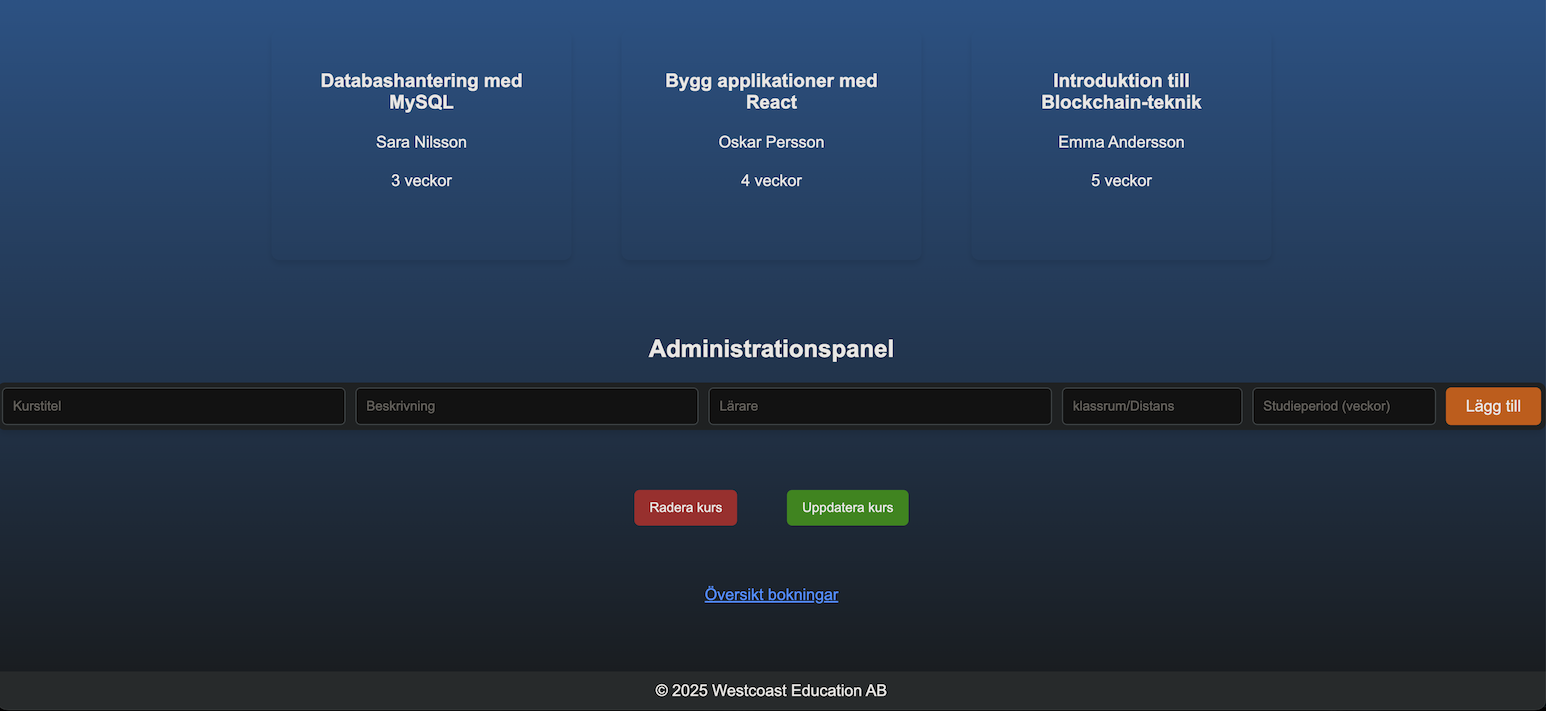 Databashantering med
MySQL
Sara Nilsson
3 veckor
Bygg applikationer med
React
Oskar Persson
4 veckor
Introduktion till
Blockchain-teknik
Emma Andersson
5 veckor
Administrationspanel
Kurstitel
Beskrivning
Lärare
klassrum/Distans
Studieperiod (veckor)
Lägg till
Radera kurs
Uppdatera kurs
Översikt bokningar
© 2025 Westcoast Education AB